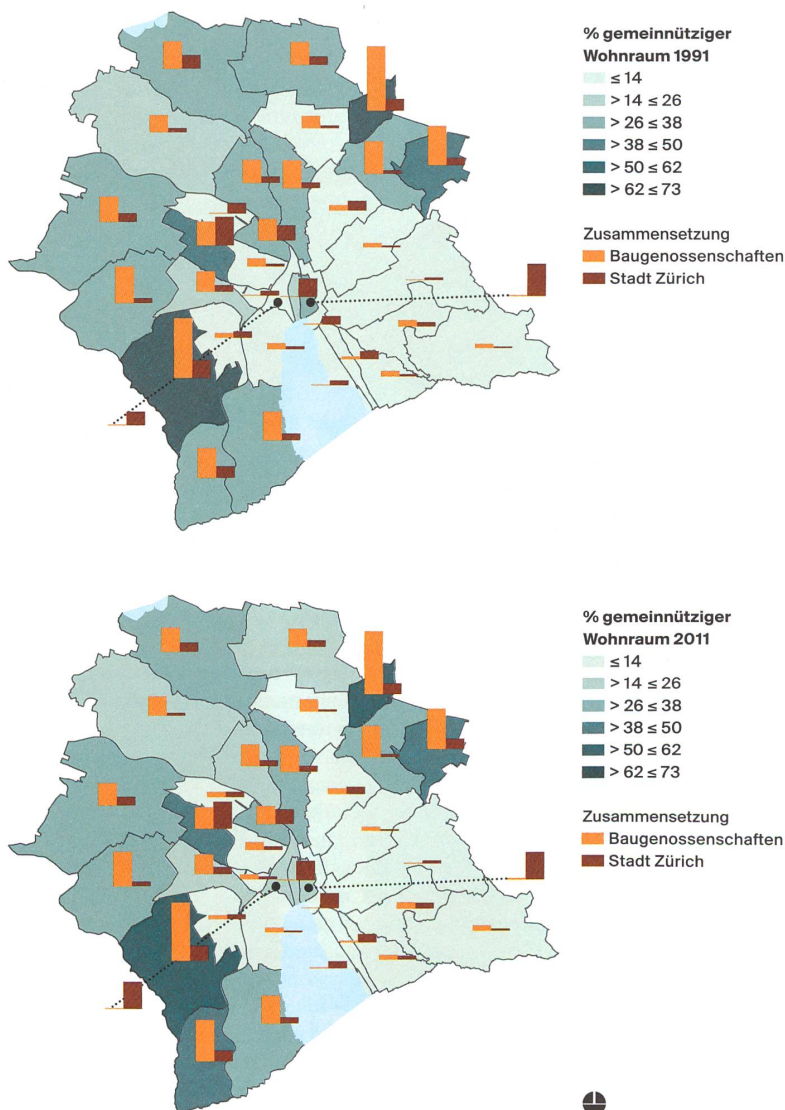 % gemeinnütziger
Wohnraum 1991
≤ 14
> 14 ≤ 26
> 26 ≤ 38
> 38 ≤ 50
> 50 ≤ 62
> 62 ≤ 73
Zusammensetzung
Baugenossenschaften
Stadt Zürich
% gemeinnütziger
Wohnraum 2011
≤ 14
> 14 ≤ 26
> 26 ≤ 38
> 38 ≤ 50
> 50 ≤ 62
> 62 ≤ 73
Zusammensetzung
Baugenossenschaften
Stadt Zürich